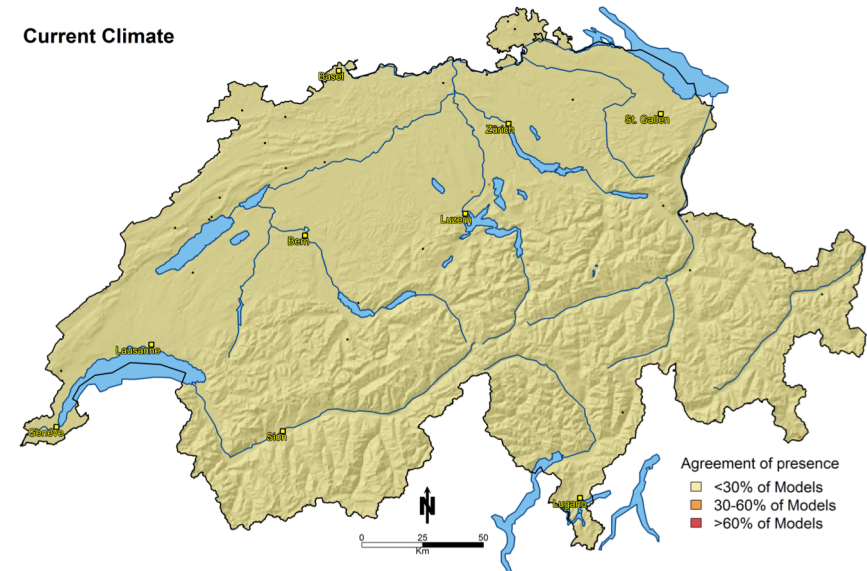 Current Climate
Basel
Zürich
St. Gallen
Luzern
Bern
Lausanne
Genève
Sion
Lugano
N
Agreement of presence
<30% of Models
30-60% of Models
>60% of Models
0 25 50
Km